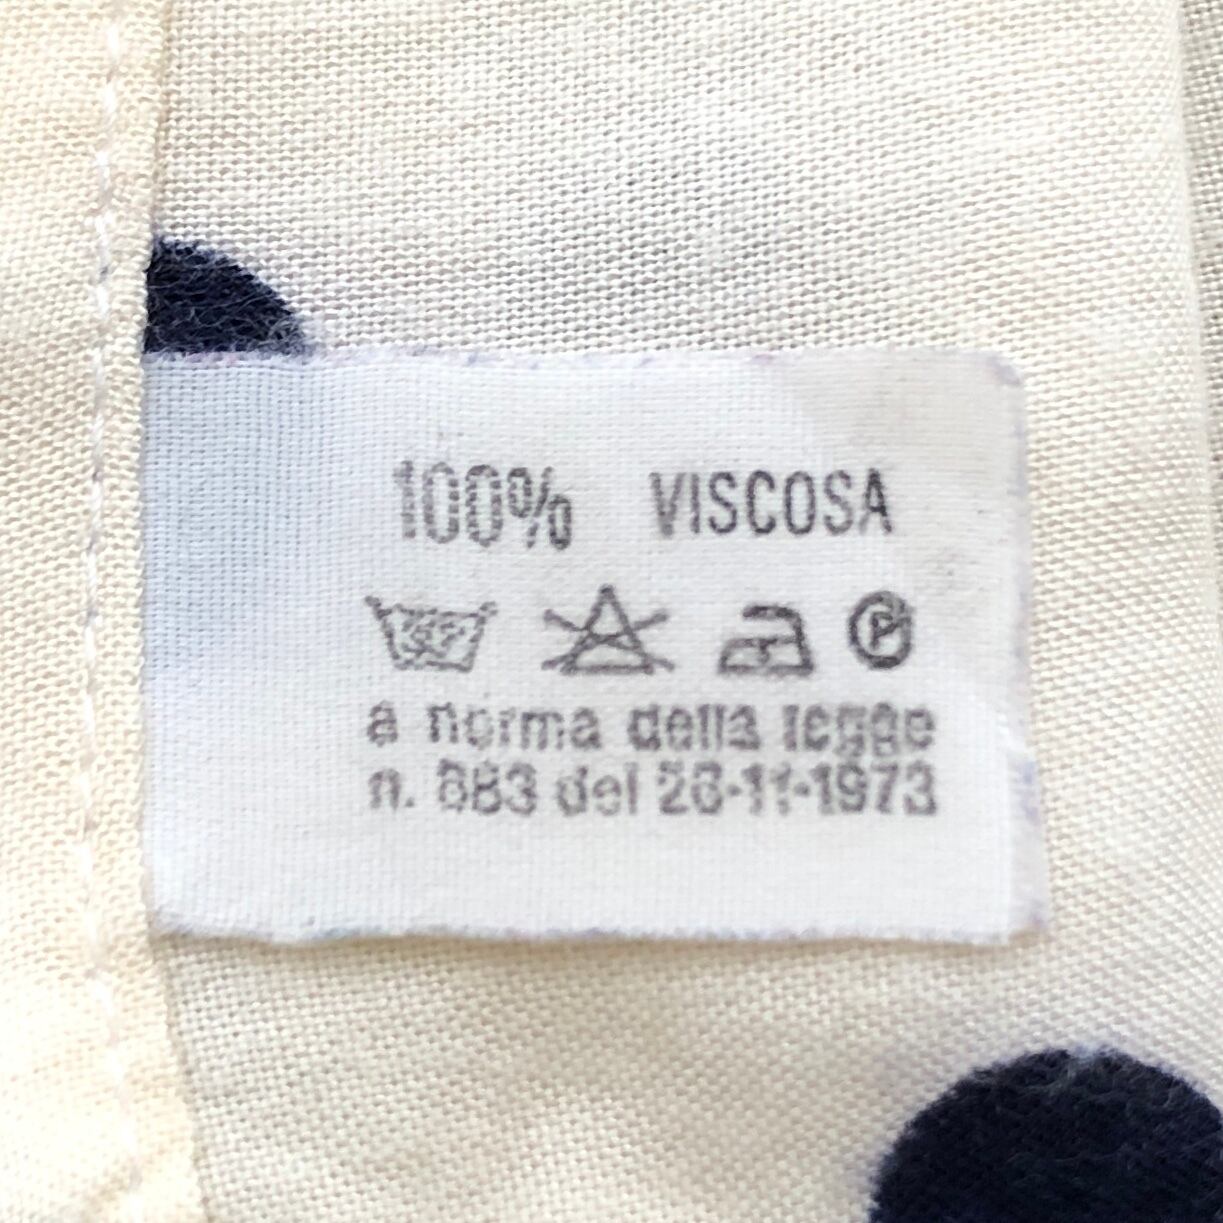 100% VISCOSA
P
a norma della legge
n. 883 del 26-11-1973